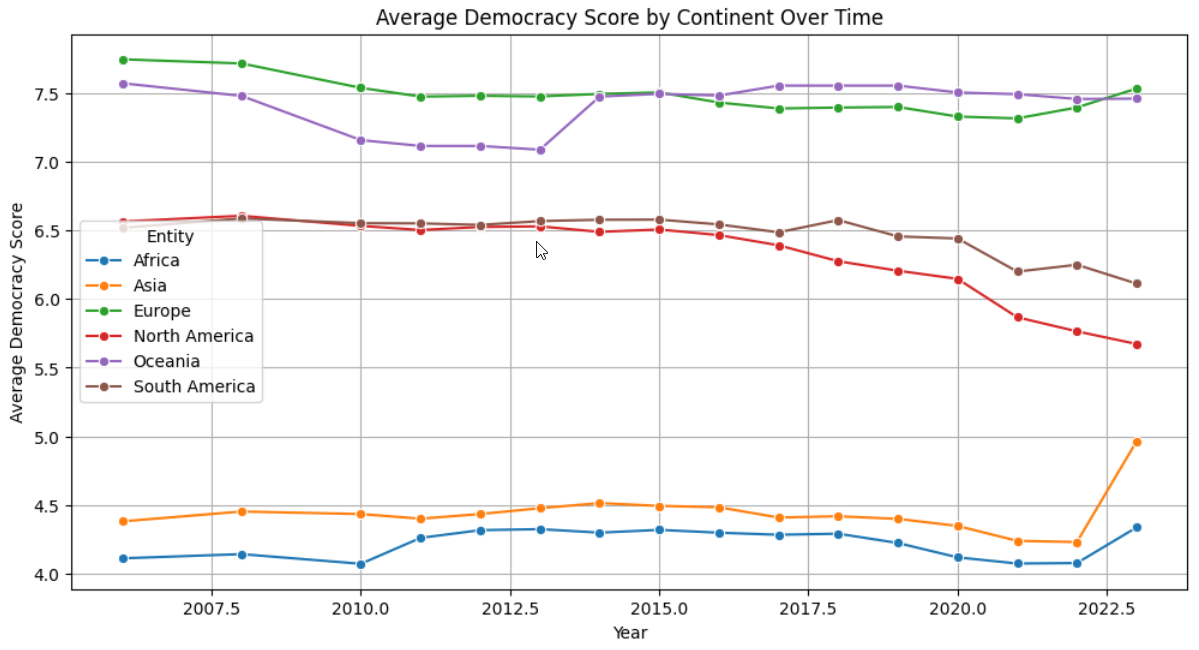 Average Democracy Score by Continent Over Time
Average Democracy Score
7.5
7.0
6.5
6.0
5.5
5.0
4.5
4.0
Entity
Africa
Asia
Europe
North America
Oceania
South America
2007.5 2010.0 2012.5 2015.0 2017.5 2020.0 2022.5
Year